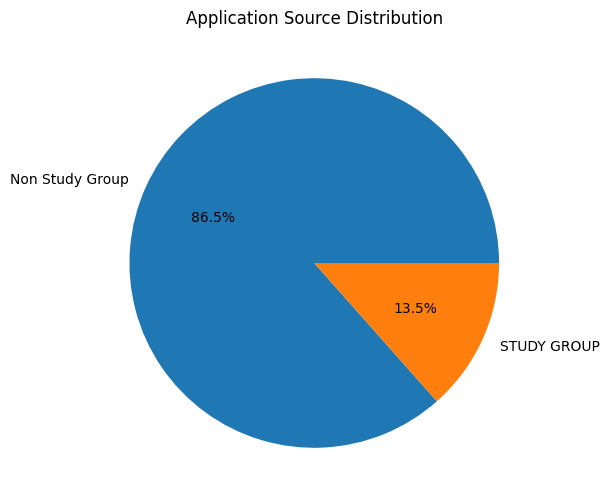 Application Source Distribution
Non Study Group
86.5%
13.5%
STUDY GROUP